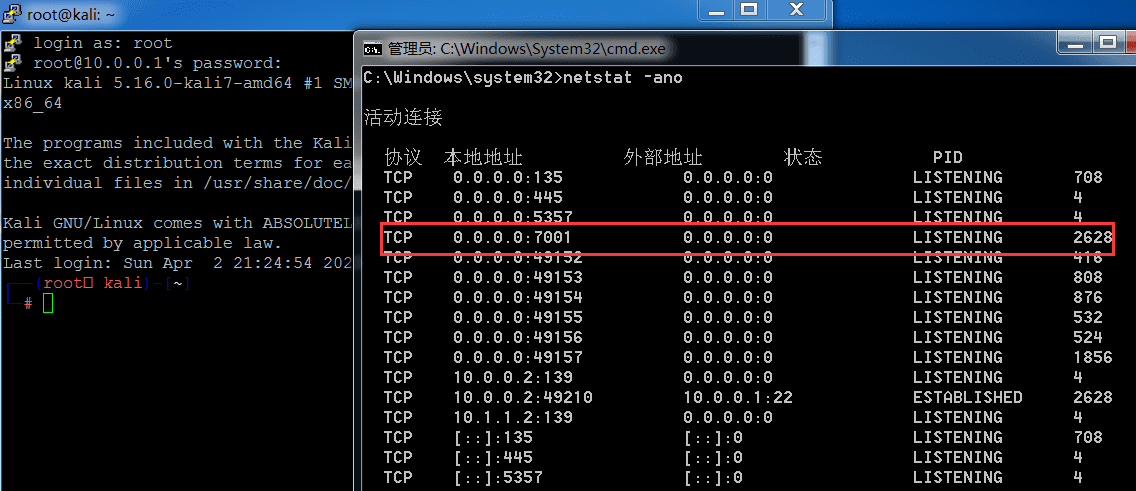 root@kali: ~
login as: root
root@10.0.0.1's password:
Linux kali 5.16.0-kali7-amd64 #1 SM
x86_64
The programs included with the Kali
the exact distribution terms for ea
individual files in /usr/share/doc/
Kali GNU/Linux comes with ABSOLUTEL
permitted by applicable law.
Last login: Sun Apr  2 21:24:54 202
(root kali)-[~]
#
管理员: C:\Windows\System32\cmd.exe
C:\Windows\system32>netstat -ano
活动连接
协议 本地地址 外部地址 状态 PID
TCP 0.0.0.0:135 0.0.0.0:0 LISTENING 708
TCP 0.0.0.0:445 0.0.0.0:0 LISTENING 4
TCP 0.0.0.0:5357 0.0.0.0:0 LISTENING 4
TCP 0.0.0.0:7001 0.0.0.0:0 LISTENING 2628
TCP 0.0.0.0:49152 0.0.0.0:0 LISTENING 416
TCP 0.0.0.0:49153 0.0.0.0:0 LISTENING 808
TCP 0.0.0.0:49154 0.0.0.0:0 LISTENING 876
TCP 0.0.0.0:49155 0.0.0.0:0 LISTENING 532
TCP 0.0.0.0:49156 0.0.0.0:0 LISTENING 524
TCP 0.0.0.0:49157 0.0.0.0:0 LISTENING 1856
TCP 10.0.0.2:139 0.0.0.0:0 LISTENING 4
TCP 10.0.0.2:49210 10.0.0.1:22 ESTABLISHED 2628
TCP 10.1.1.2:139 0.0.0.0:0 LISTENING 4
TCP [::]:135 [::]:0 LISTENING 708
TCP [::]:445 [::]:0 LISTENING 4
TCP [::]:5357 [::]:0 LISTENING 4